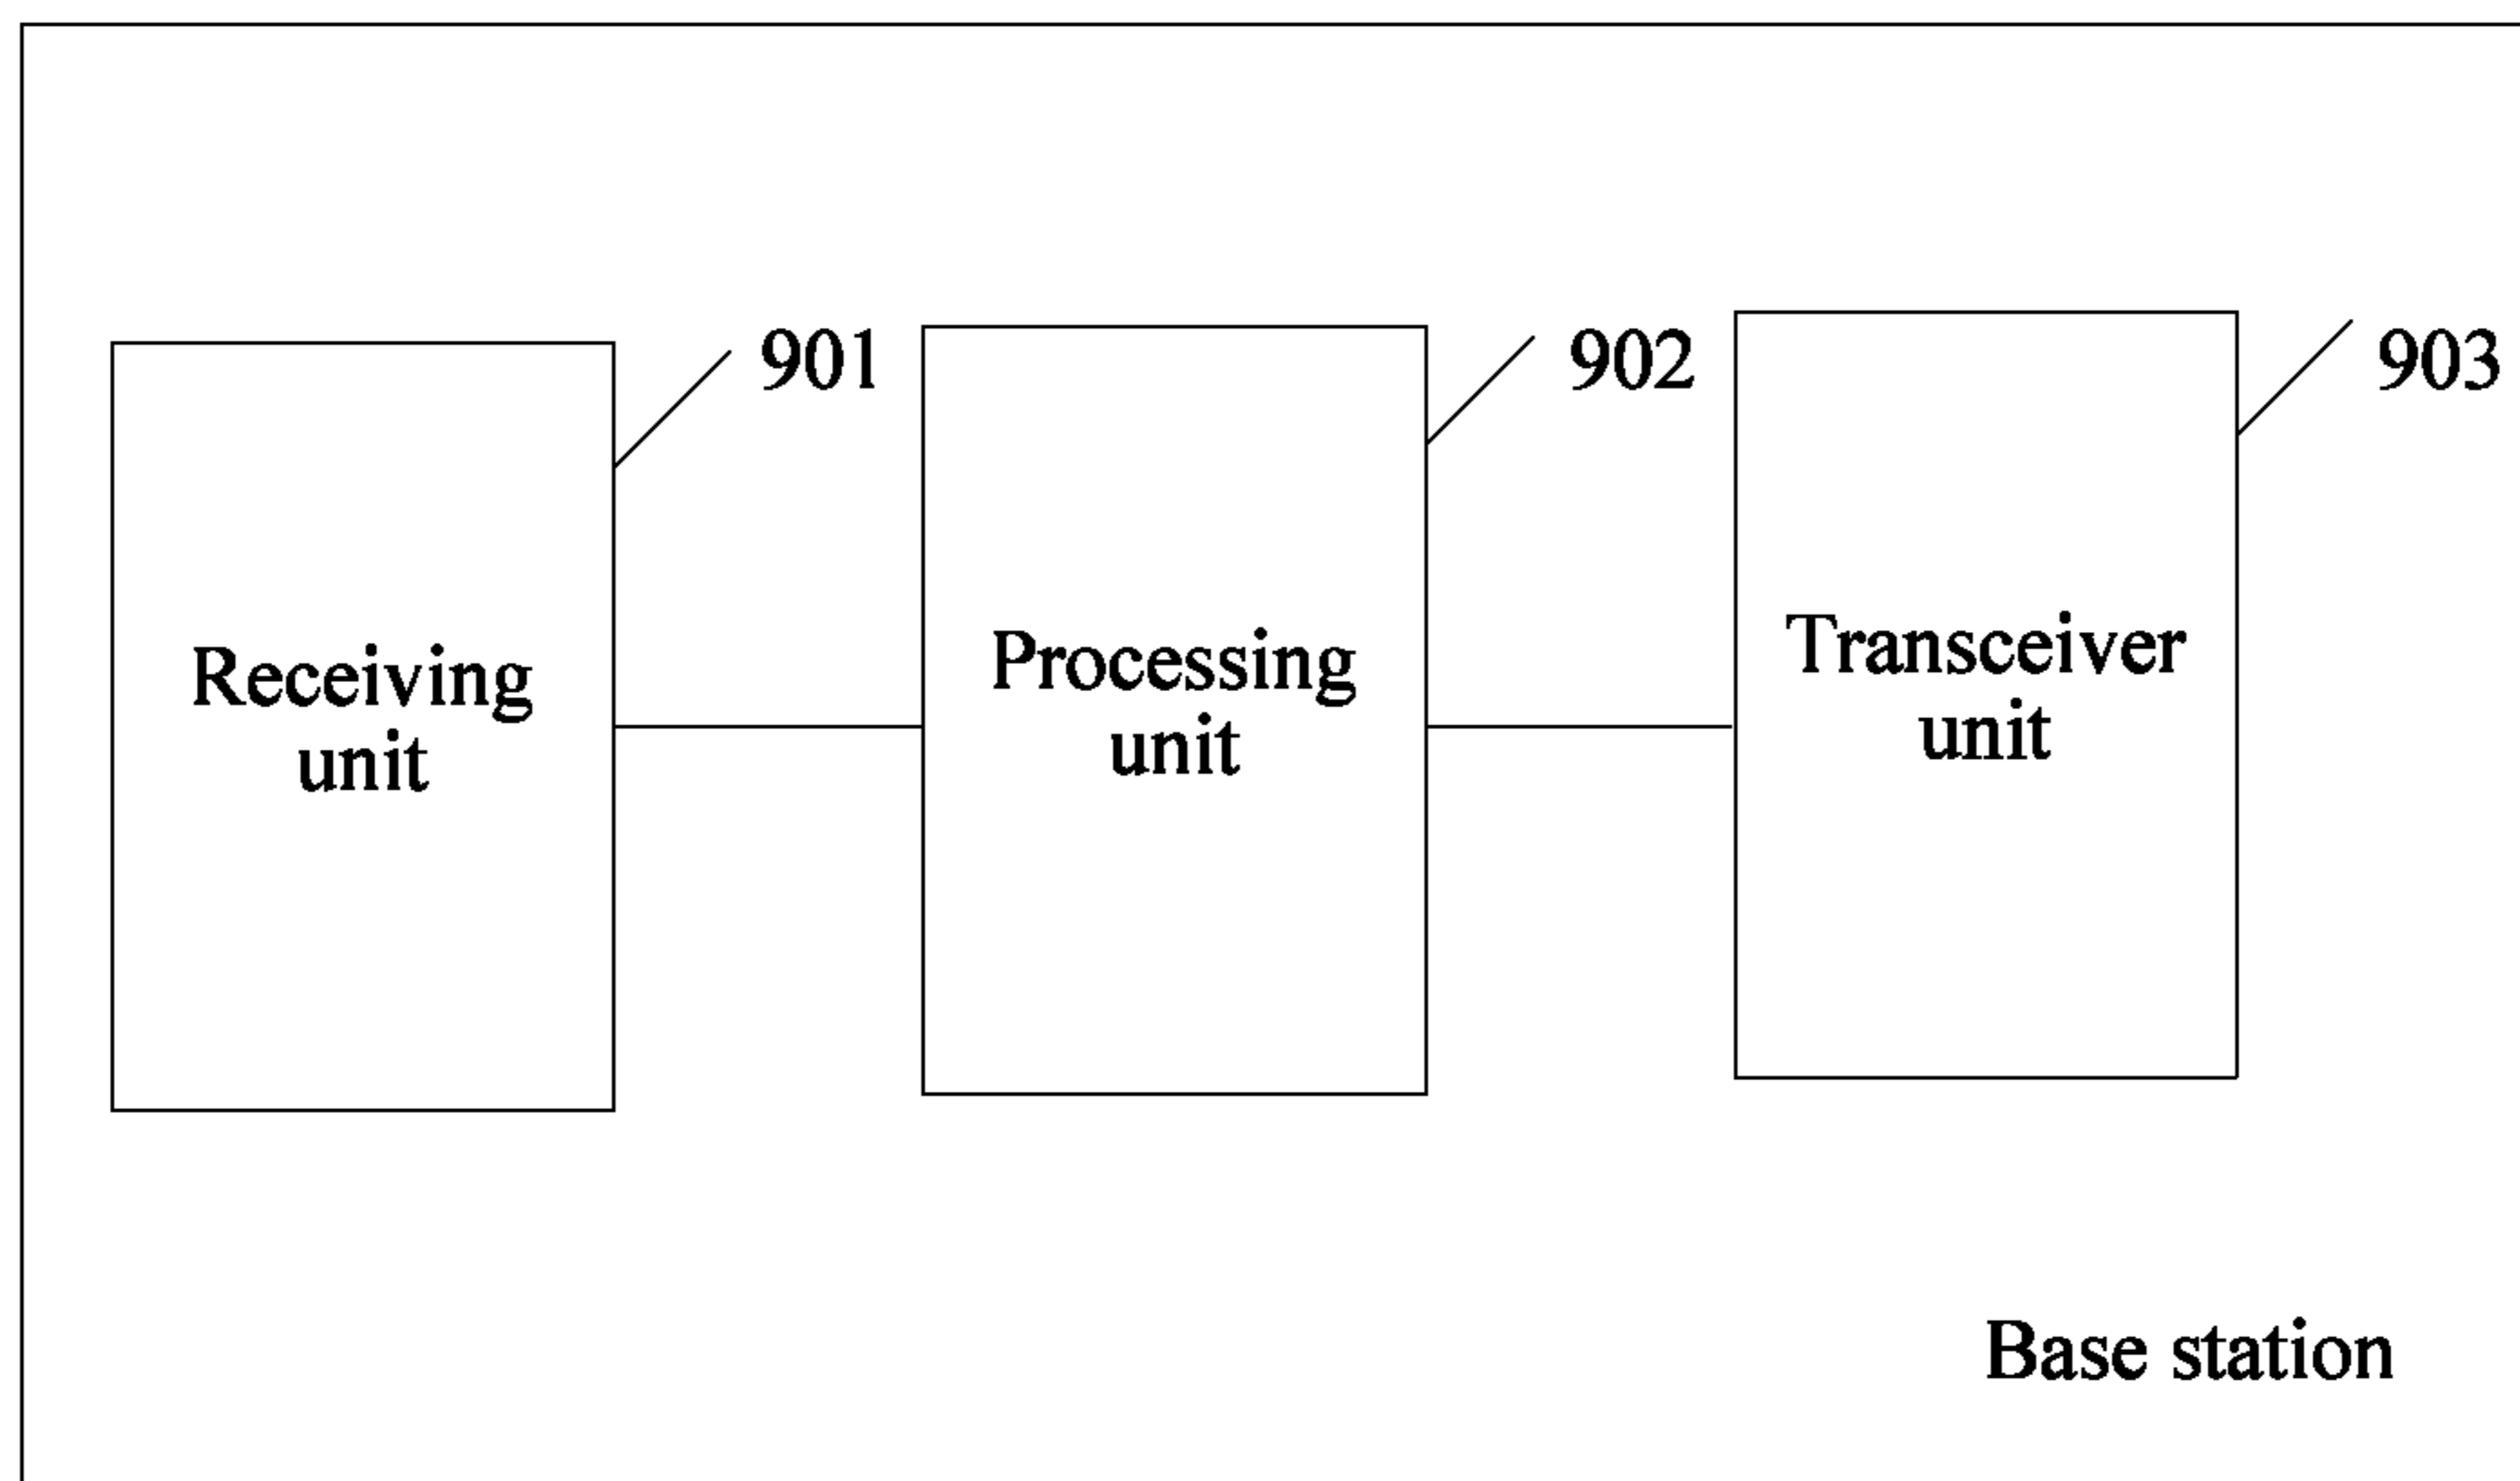 901
902
903
Receiving
unit
Processing
unit
Transceiver
unit
Base station